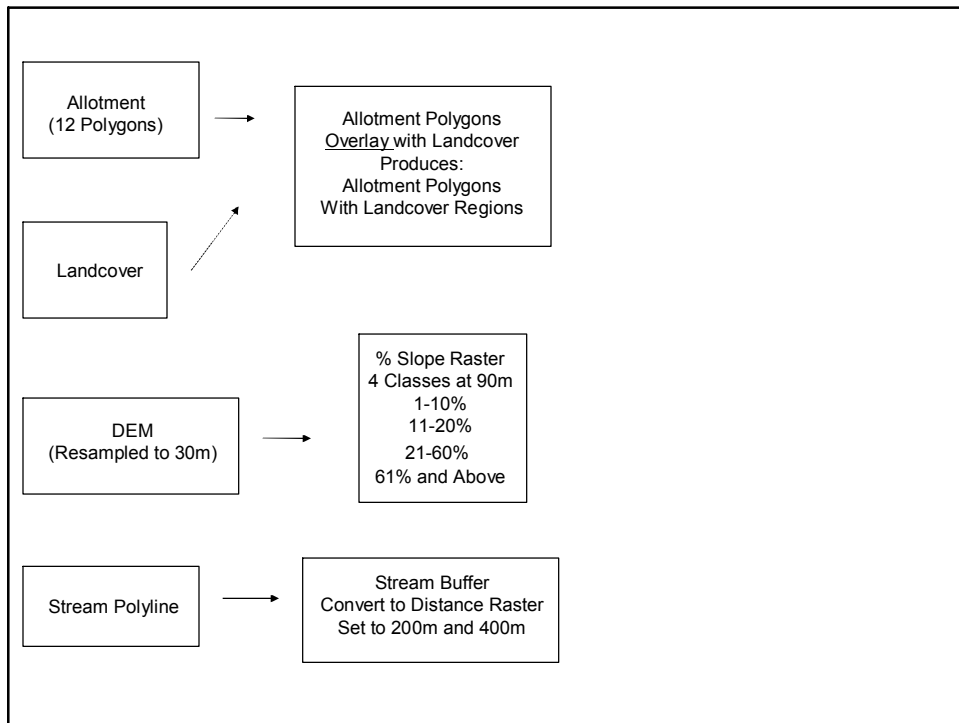 Allotment
(12 Polygons)
Allotment Polygons
Overlay with Landcover
Produces:
Allotment Polygons
With Landcover Regions
Landcover
DEM
(Resampled to 30m)
% Slope Raster
4 Classes at 90m
1-10%
11-20%
21-60%
61% and Above
Stream Polyline
Stream Buffer
Convert to Distance Raster
Set to 200m and 400m